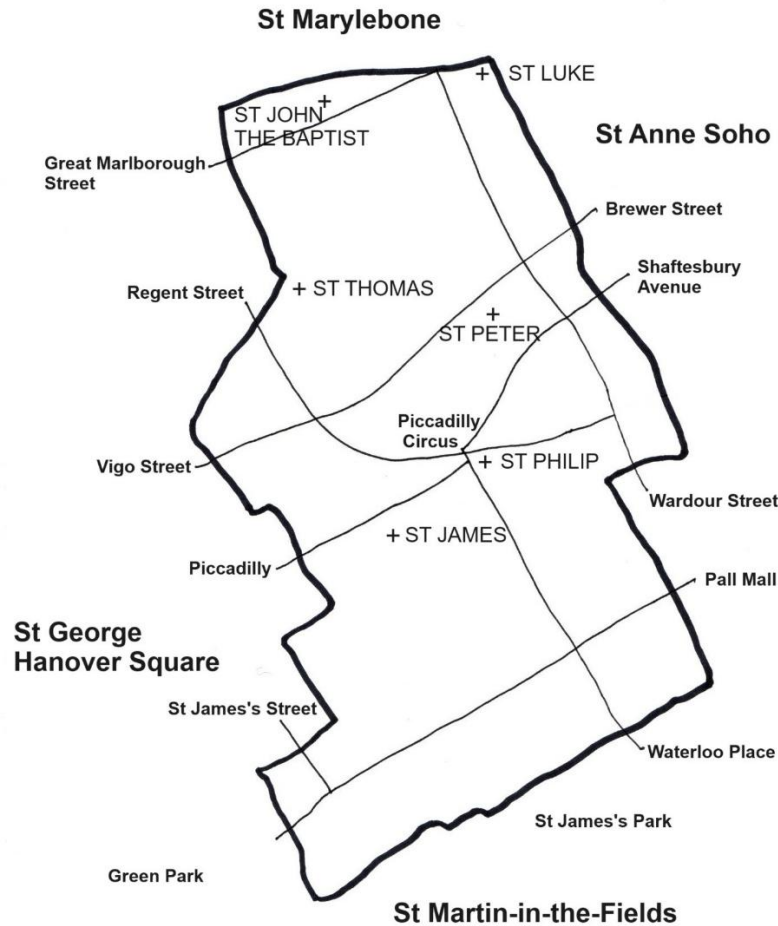 St Marylebone
ST LUKE
ST JOHN
THE BAPTIST
St Anne Soho
Great Marlborough
Street
Brewer Street
Shaftesbury
Avenue
ST THOMAS
Regent Street
ST PETER
Piccadilly
Circus
Vigo Street
ST PHILIP
Wardour Street
ST JAMES
Piccadilly
Pall Mall
St George
Hanover Square
St James's Street
Waterloo Place
St James's Park
Green Park
St Martin-in-the-Fields